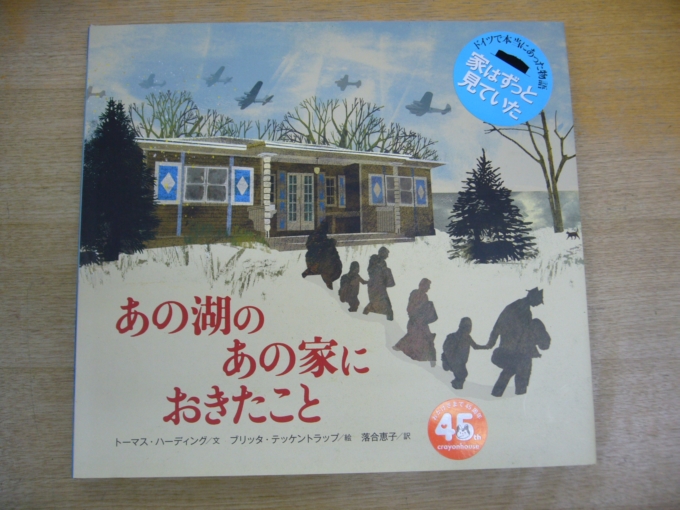 ドイツで本当にあった物語
家はずっと
見ていた
あの湖の
あの家に
おきたこと
トーマス・ハーディング／文 ブリッタ・テッケントラップ／絵 落合恵子／訳
45th
crayonhouse